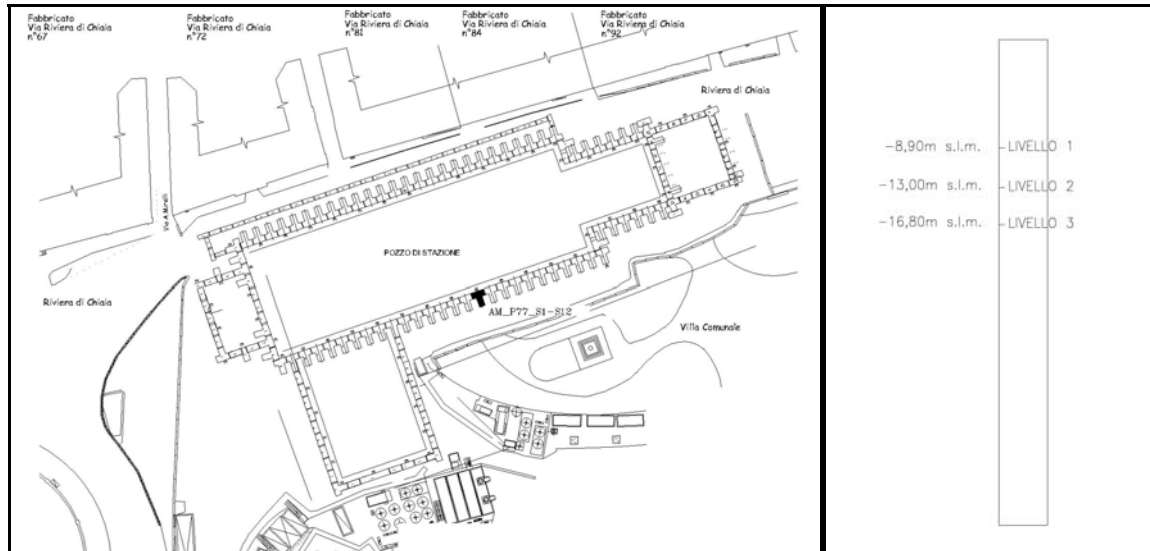 Fabbricato
Via Riviera di Chiaia
n°67
Fabbricato
Via Riviera di Chiaia
n°72
Fabbricato
Via Riviera di Chiaia
n°81
Fabbricato
Via Riviera di Chiaia
n°84
Fabbricato
Via Riviera di Chiaia
n°92
Riviera di Chiaia
POZZO DI STAZIONE
Riviera di Chiaia
AM_P77_S1-S12
Villa Comunale
-8,90m s.l.m. LIVELLO 1
-13,00m s.l.m. LIVELLO 2
-16,80m s.l.m. LIVELLO 3